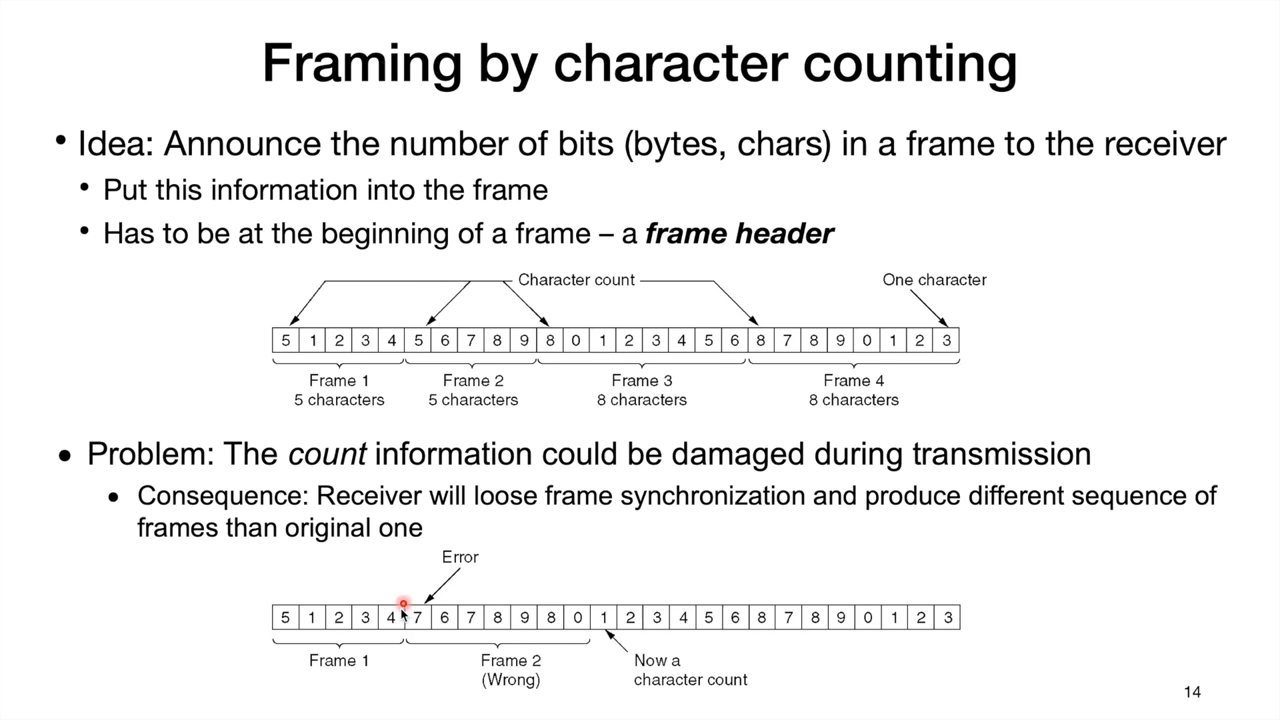 Framing by character counting
• Idea: Announce the number of bits (bytes, chars) in a frame to the receiver
• Put this information into the frame
• Has to be at the beginning of a frame – a frame header
Character count
One character
5 1 2 3 4 5 6 7 8 9 8 0 1 2 3 4 5 6 8 7 8 9 0 1 2 3
Frame 1 Frame 2 Frame 3 Frame 4
5 characters 5 characters 8 characters 8 characters
• Problem: The count information could be damaged during transmission
• Consequence: Receiver will loose frame synchronization and produce different sequence of
frames than original one
Error
5 1 2 3 4 7 6 7 8 9 8 0 1 2 3 4 5 6 8 7 8 9 0 1 2 3
Frame 1 Frame 2 Now a
(Wrong) character count
14